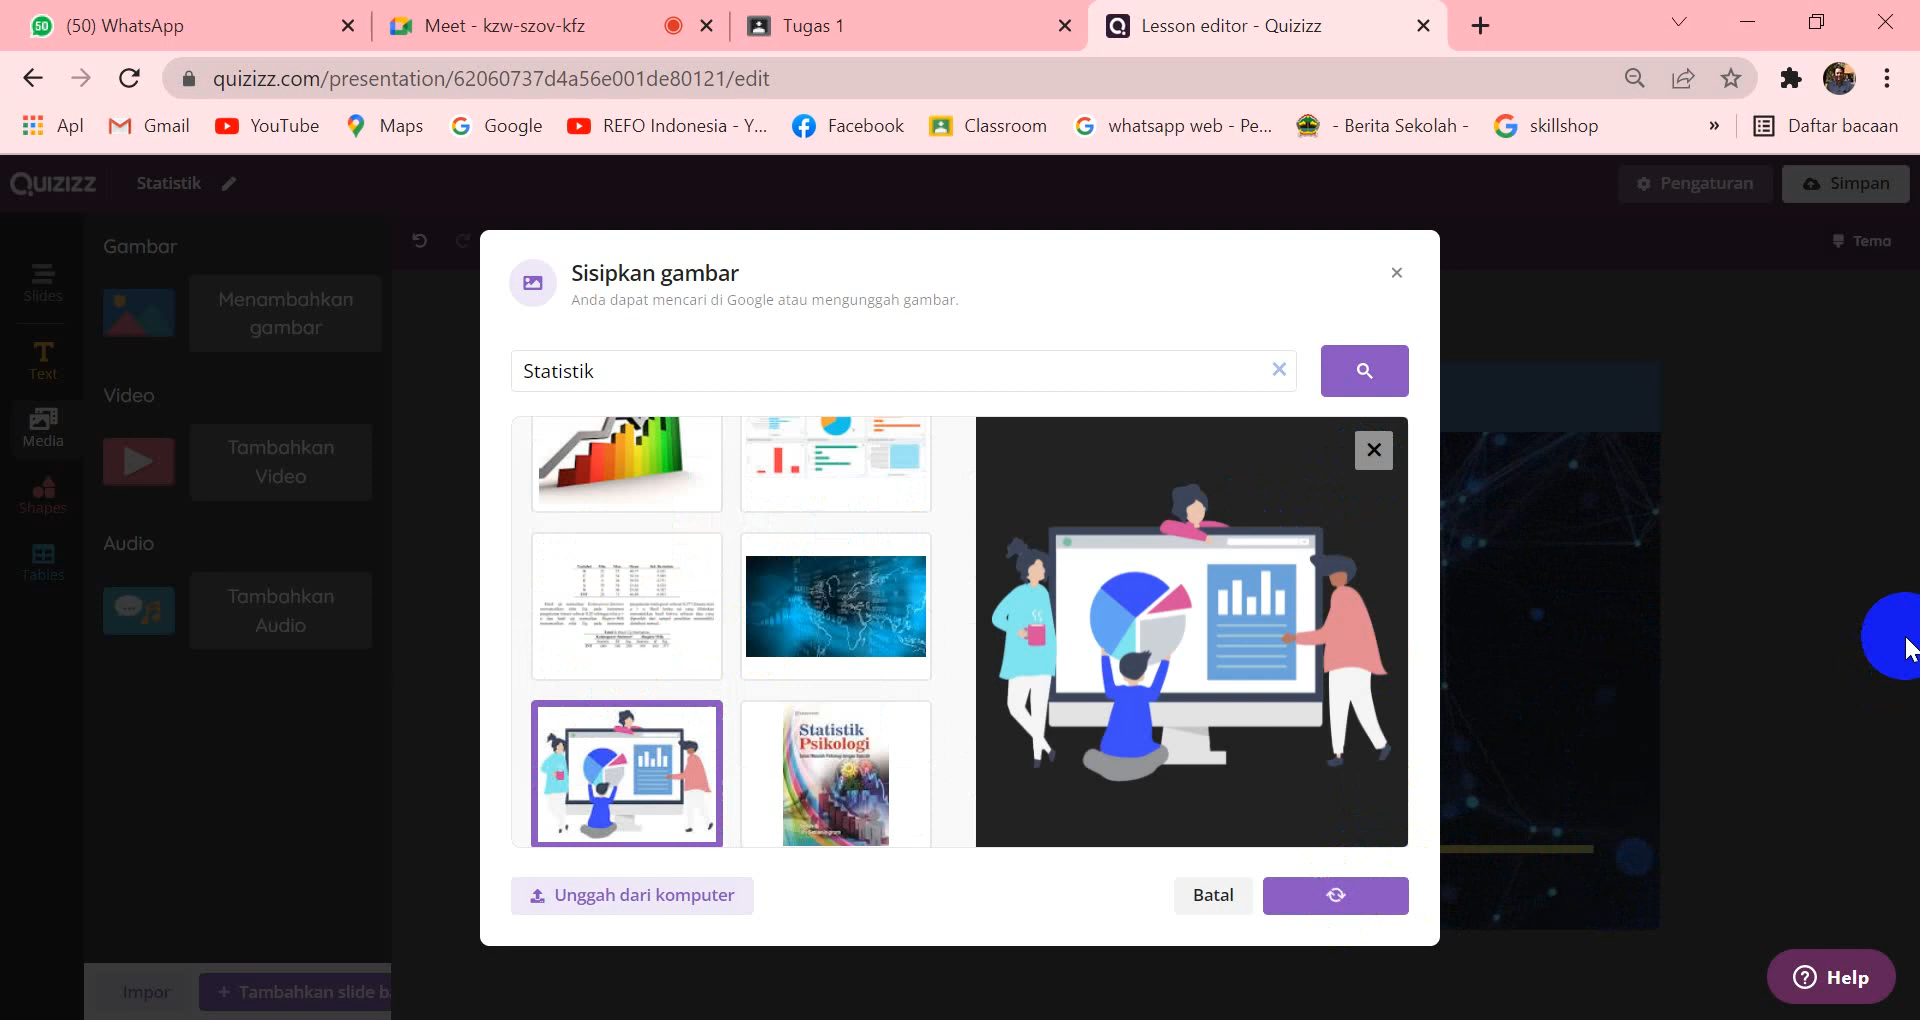 50
(50) WhatsApp
Meet - kzw-szov-kfz
Tugas 1
Lesson editor - Quizizz
quizizz.com/presentation/62060737d4a56e001de80121/edit
Apl
Gmail
YouTube
Maps
Google
REFO Indonesia - Y...
Facebook
Classroom
whatsapp web - Pe...
- Berita Sekolah -
skillshop
»
Daftar bacaan
QUIZIZZ
Statistik
Pengaturan
Simpan
Gambar
Slides
Menambahkan
gambar
Text
Video
Media
Tambahkan
Video
Shapes
Audio
Tables
Tambahkan
Audio
Impor
+ Tambahkan slide b
Tema
Sisipkan gambar
Anda dapat mencari di Google atau mengunggah gambar.
Statistik
Statistik
Psikologi
Unggah dari komputer
Batal
Help